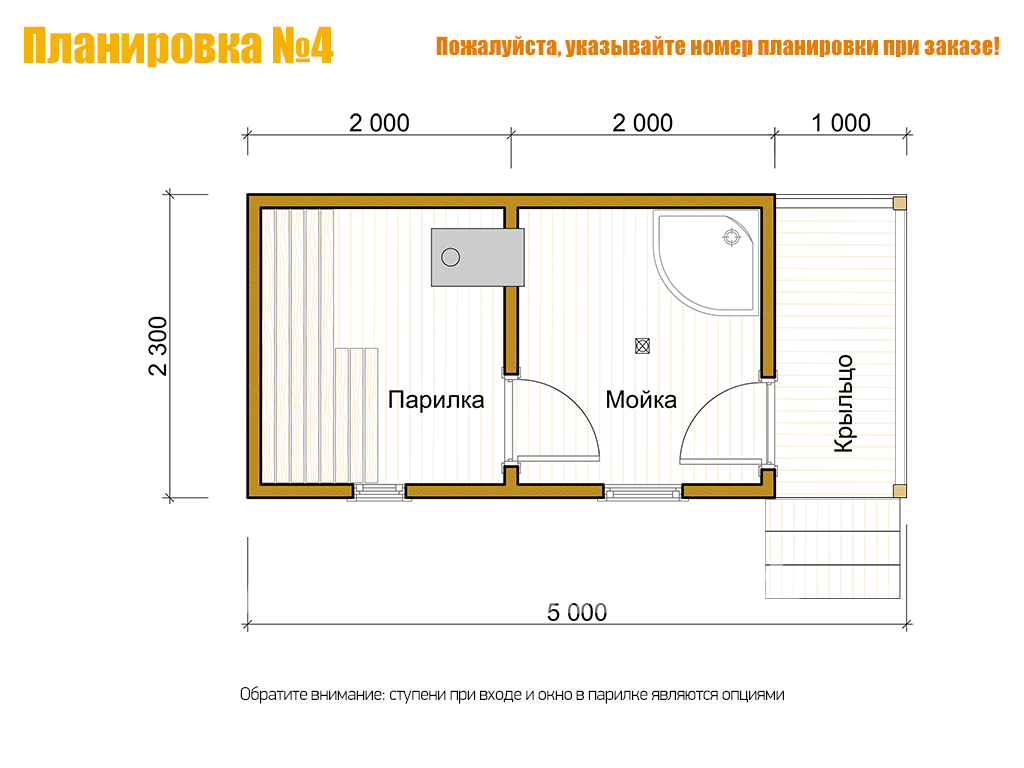 Планировка №4
Пожалуйста, указывайте номер планировки при заказе!
2 000
2 000
1 000
2 300
Парилка
Мойка
Крыльцо
5 000
Обратите внимание: ступени при входе и окно в парилке являются опциями